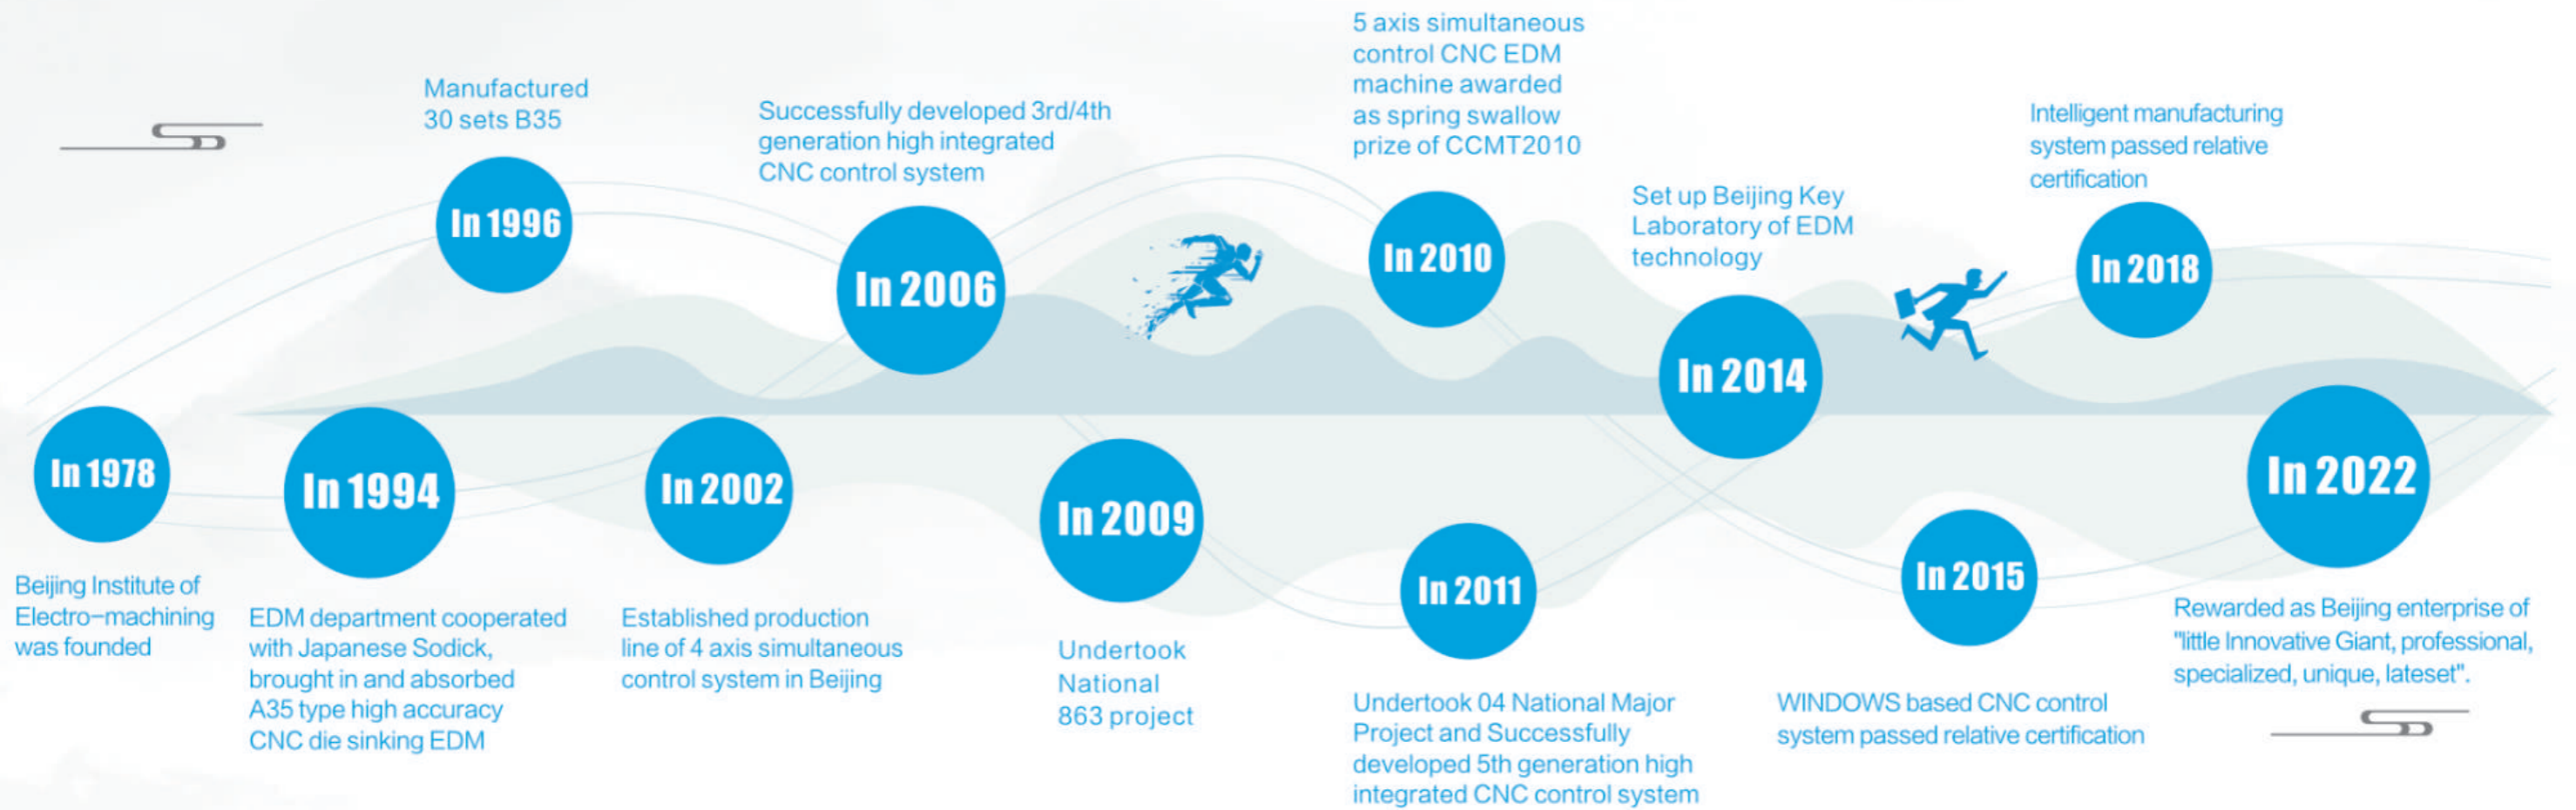 In 1978
Beijing Institute of
Electro-machining
was founded
In 1994
EDM department cooperated
with Japanese Sodick,
brought in and absorbed
A35 type high accuracy
CNC die sinking EDM
Manufactured
30 sets B35
In 1996
In 2002
Established production
line of 4 axis simultaneous
control system in Beijing
Successfully developed 3rd/4th
generation high integrated
CNC control system
In 2006
In 2009
Undertook
National
863 project
5 axis simultaneous
control CNC EDM
machine awarded
as spring swallow
prize of CCMT2010
In 2010
In 2011
Undertook 04 National Major
Project and Successfully
developed 5th generation high
integrated CNC control system
Set up Beijing Key
Laboratory of EDM
technology
In 2014
In 2015
WINDOWS based CNC control
system passed relative certification
Intelligent manufacturing
system passed relative
certification
In 2018
In 2022
Rewarded as Beijing enterprise of
"little Innovative Giant, professional,
specialized, unique, lateset".